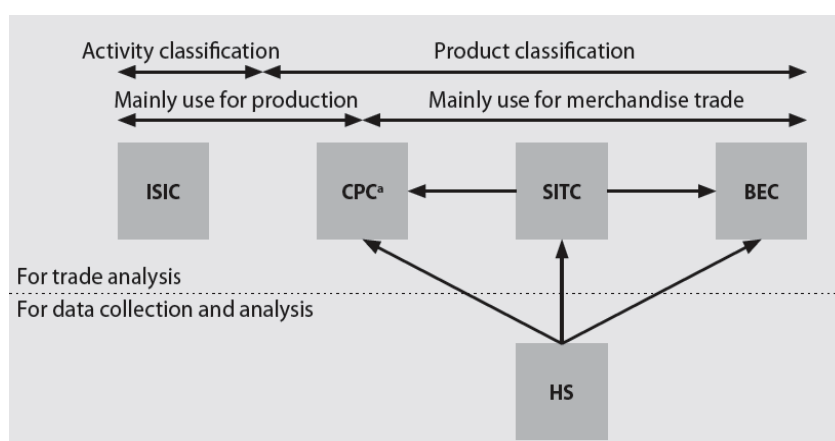 Activity classification Product classification
Mainly use for production Mainly use for merchandise trade
ISIC CPCᵃ SITC BEC
For trade analysis
For data collection and analysis
HS